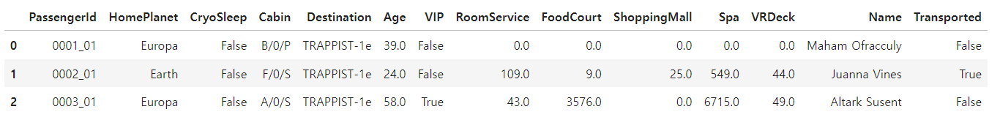 PassengerId HomePlanet CryoSleep Cabin Destination Age VIP RoomService FoodCourt ShoppingMall Spa VRDeck Name Transported
0 0001_01 Europa False B/0/P TRAPPIST-1e 39.0 False 0.0 0.0 0.0 0.0 0.0 Maham Ofracculy False
1 0002_01 Earth False F/0/S TRAPPIST-1e 24.0 False 109.0 9.0 25.0 549.0 44.0 Juanna Vines True
2 0003_01 Europa False A/0/S TRAPPIST-1e 58.0 True 43.0 3576.0 0.0 6715.0 49.0 Altark Susent False